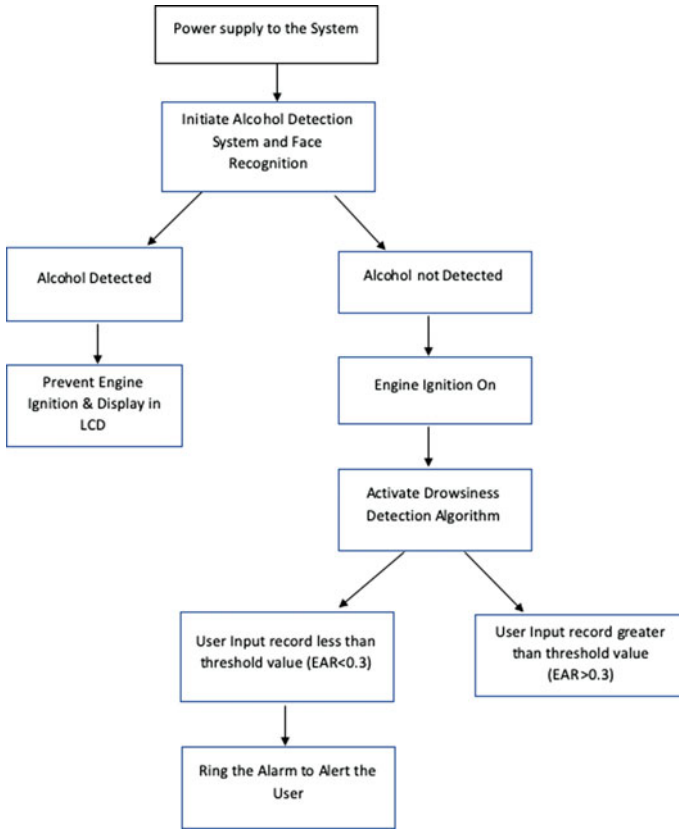 Power supply to the System
Initiate Alcohol Detection
System and Face
Recognition
Alcohol Detected
Alcohol not Detected
Prevent Engine
Ignition & Display in
LCD
Engine Ignition On
Activate Drowsiness
Detection Algorithm
User Input record less than
threshold value (EAR<0.3)
User Input record greater
than threshold value
(EAR>0.3)
Ring the Alarm to Alert the
User